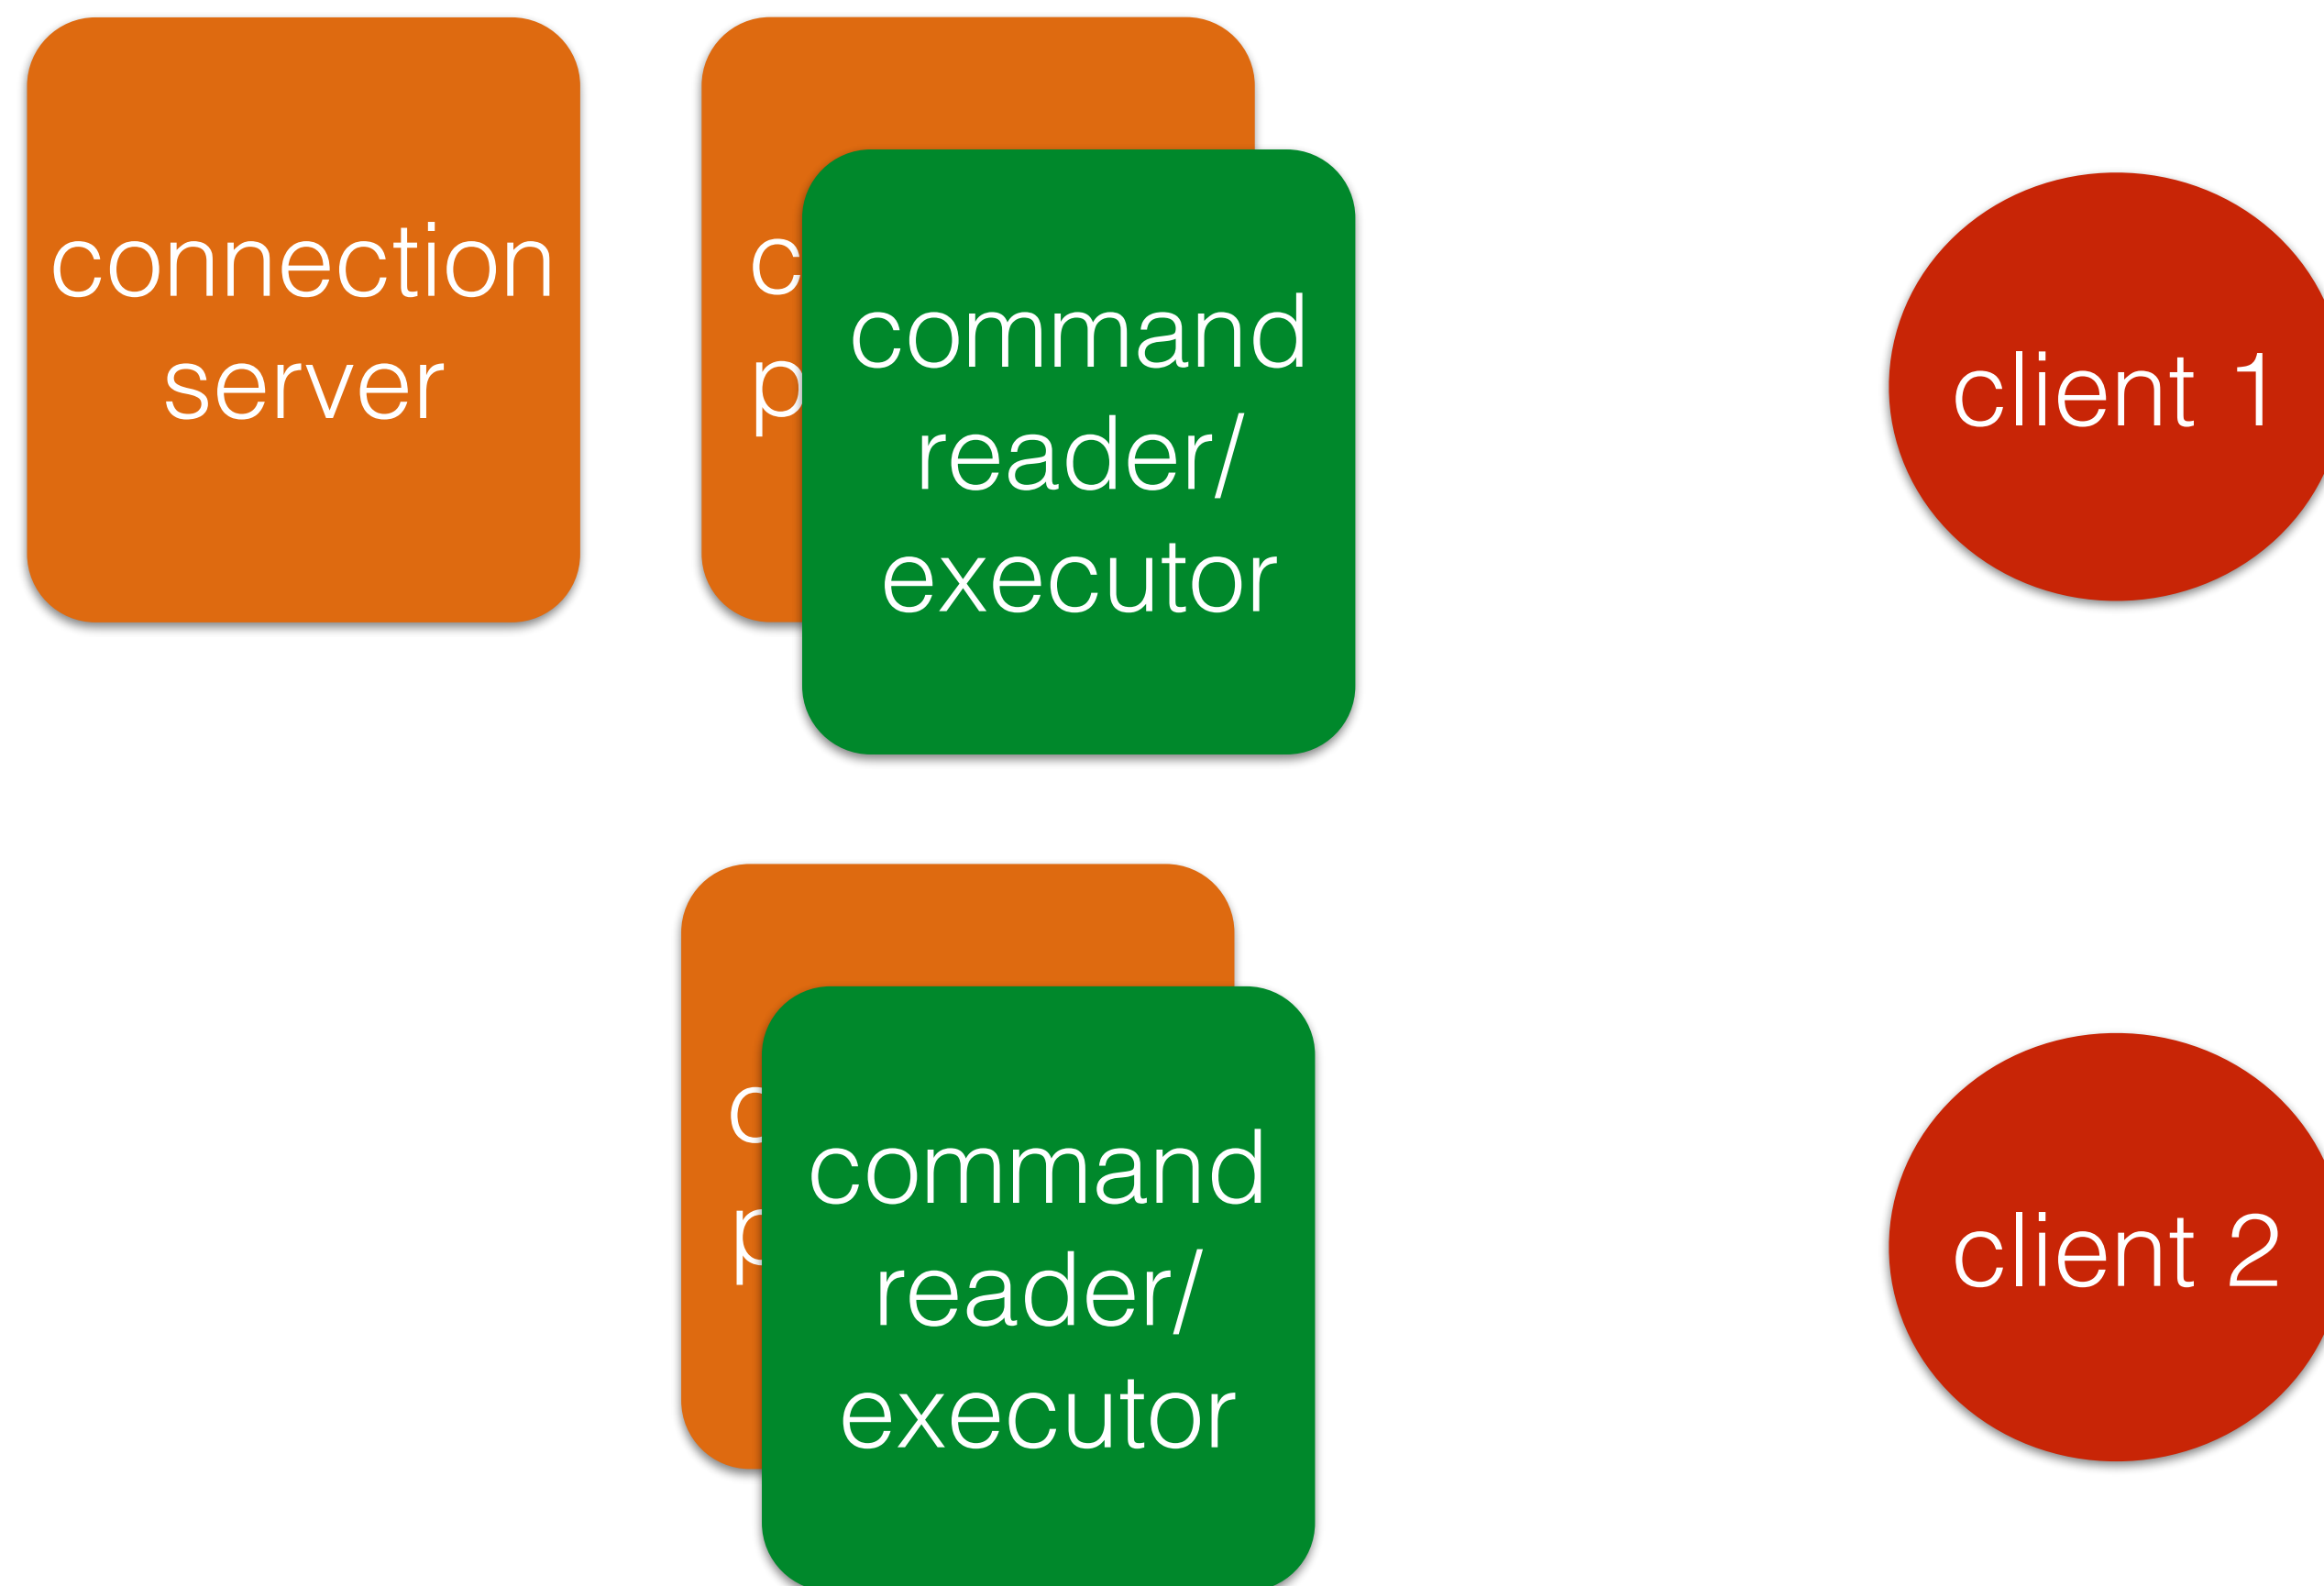 connection
server
command
reader/
executor
client 1
command
reader/
executor
client 2